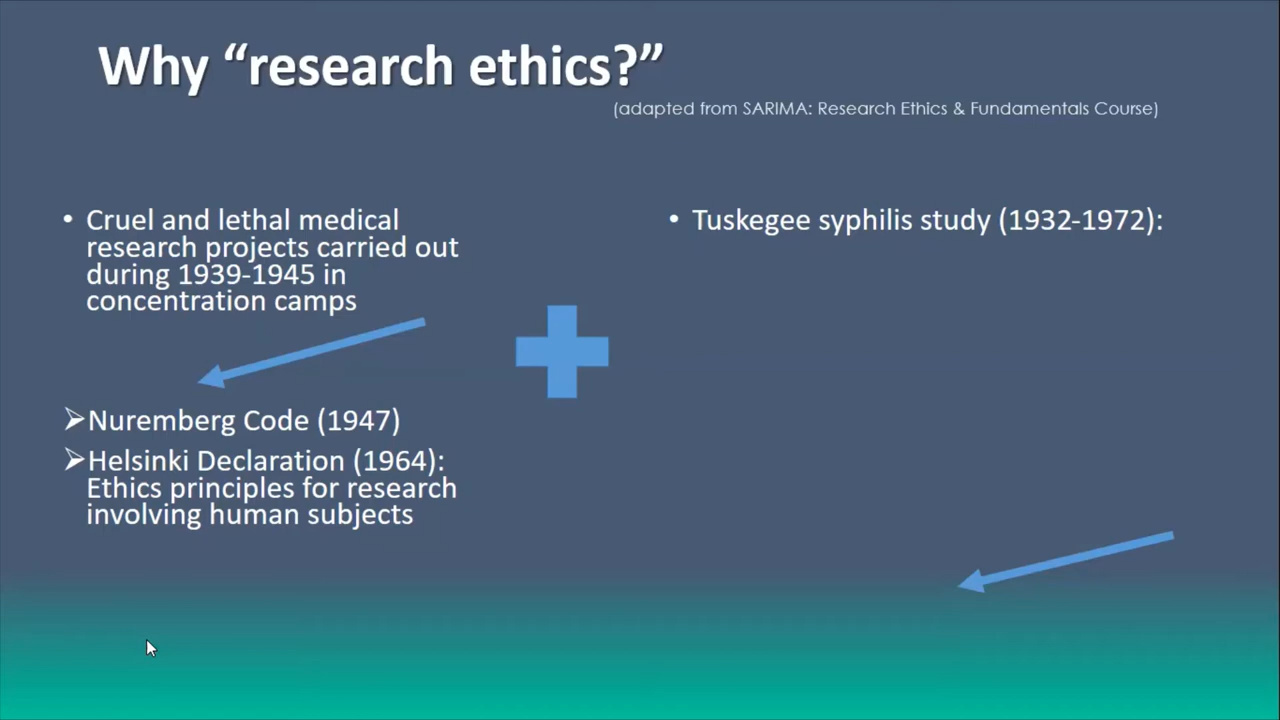 Why “research ethics?”
(adapted from SARIMA: Research Ethics & Fundamentals Course)
• Cruel and lethal medical
research projects carried out
during 1939-1945 in
concentration camps
➢Nuremberg Code (1947)
➢Helsinki Declaration (1964):
Ethics principles for research
involving human subjects
• Tuskegee syphilis study (1932-1972):